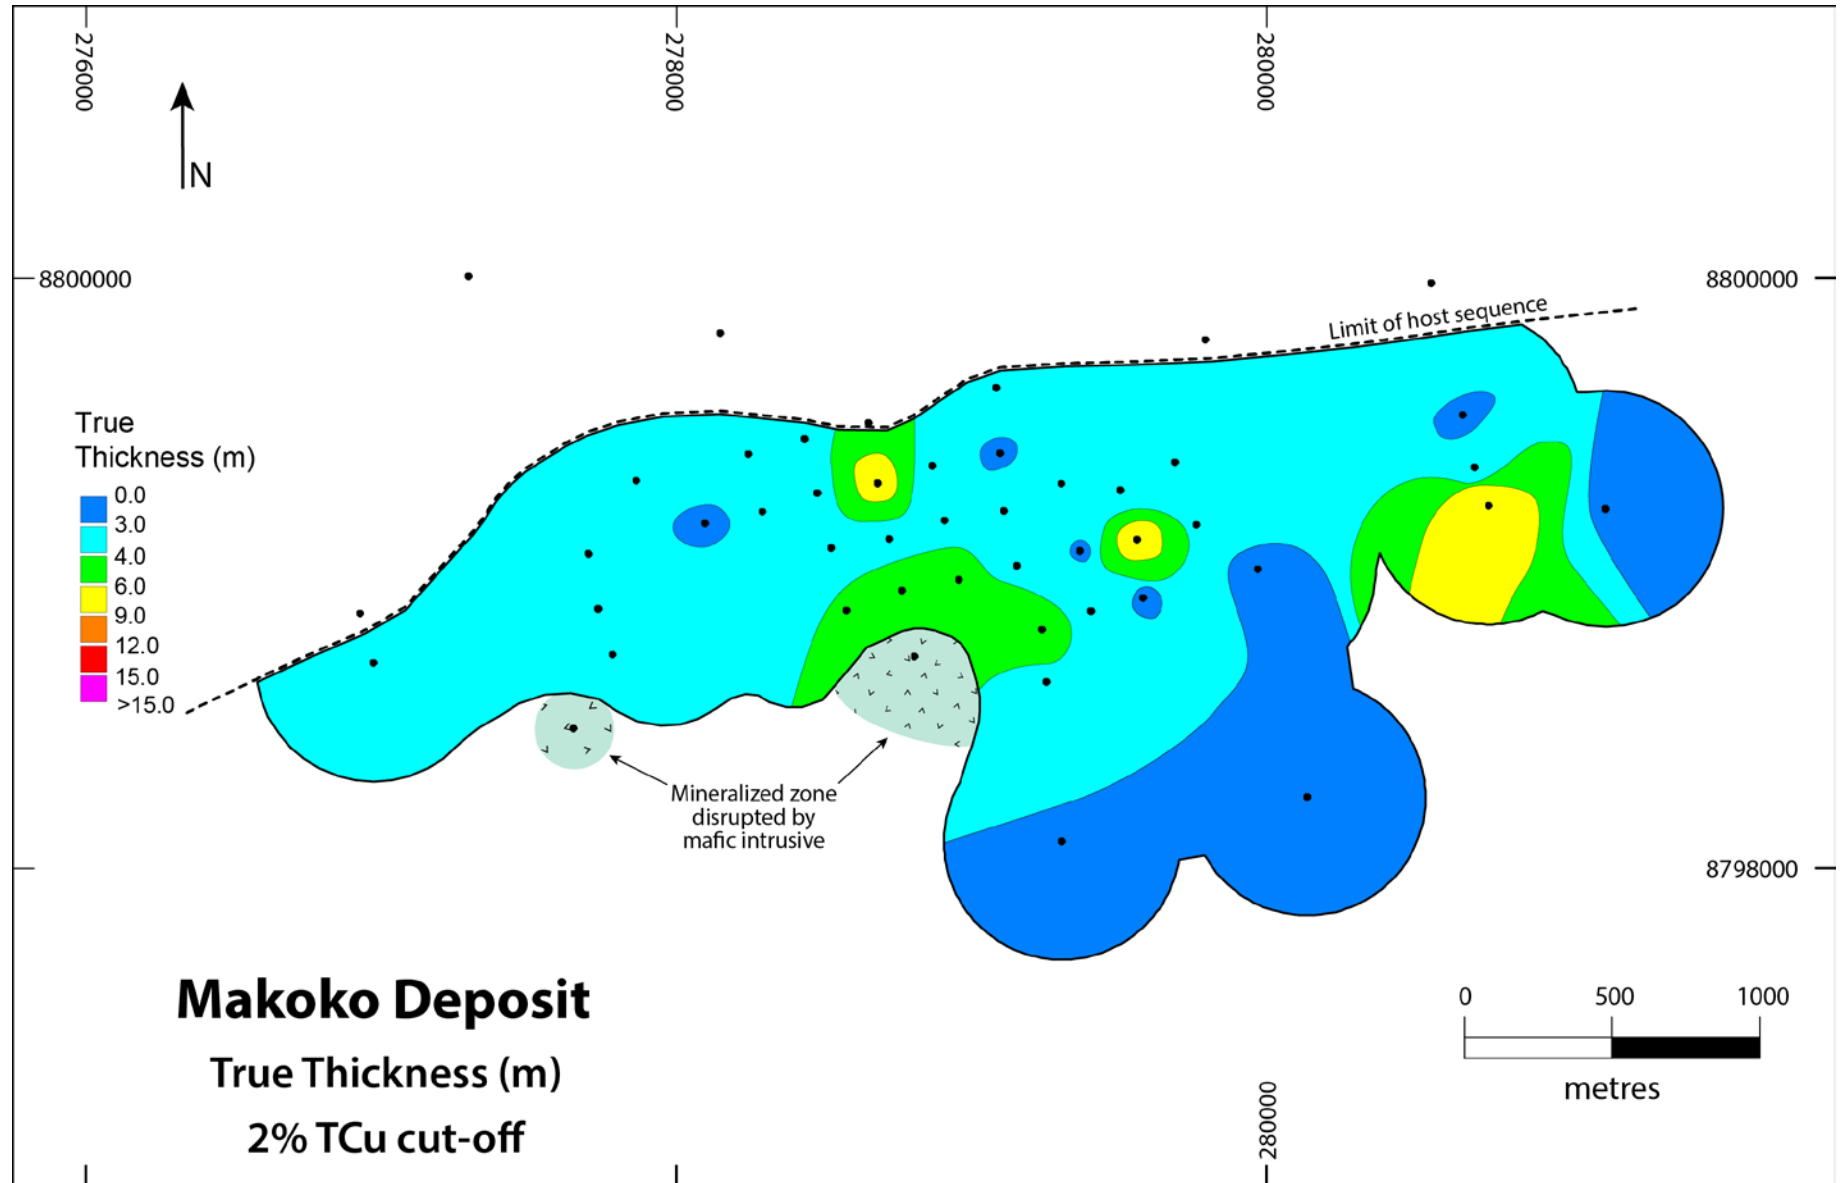 276000
278000
280000
N
8800000
8800000
Limit of host sequence
True
Thickness (m)
0.0
3.0
4.0
6.0
9.0
12.0
15.0
>15.0
Mineralized zone
disrupted by
mafic intrusive
8798000
Makoko Deposit
True Thickness (m)
2% TCu cut-off
0 500 1000
metres
280000